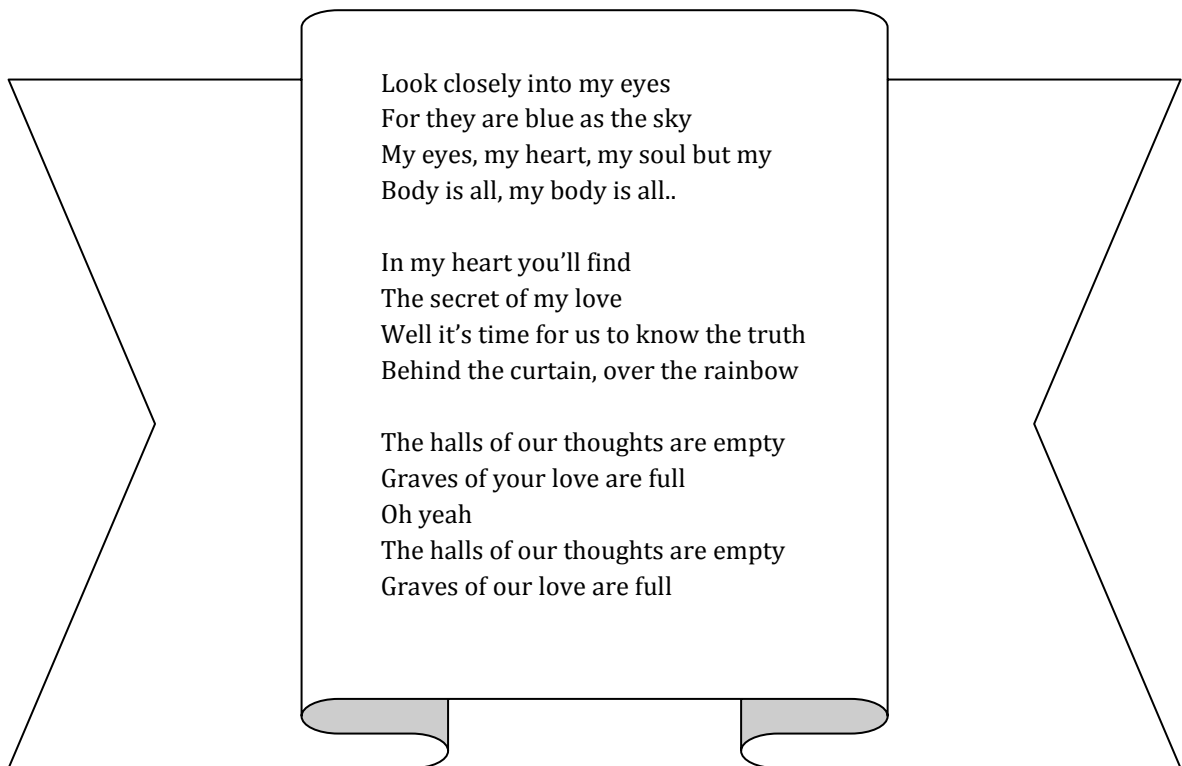 Look closely into my eyes
For they are blue as the sky
My eyes, my heart, my soul but my
Body is all, my body is all..

In my heart you’ll find
The secret of my love
Well it’s time for us to know the truth
Behind the curtain, over the rainbow

The halls of our thoughts are empty
Graves of your love are full
Oh yeah
The halls of our thoughts are empty
Graves of our love are full